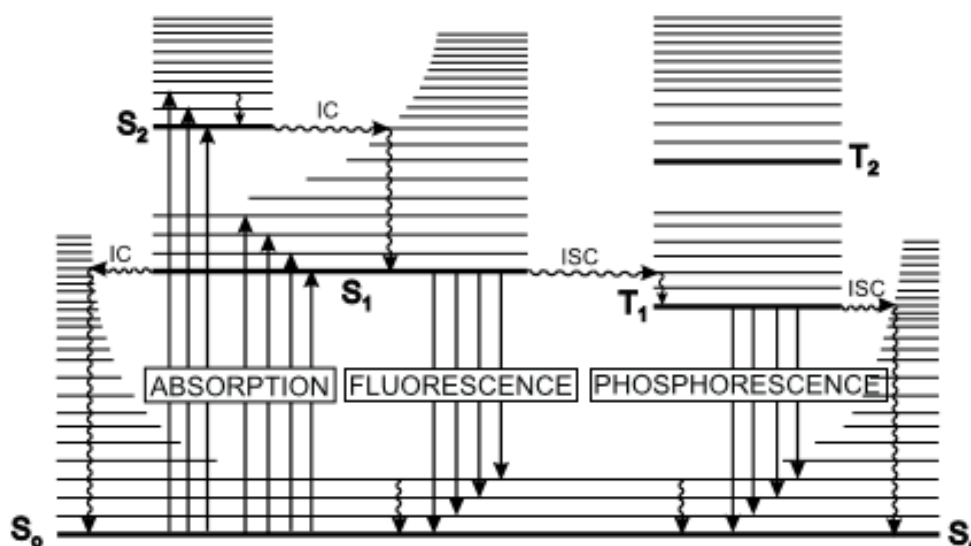 IC
S₂
T₂
IC
ISC
S₁
T₁
ISC
ABSORPTION
FLUORESCENCE
PHOSPHORESCENCE
S₀